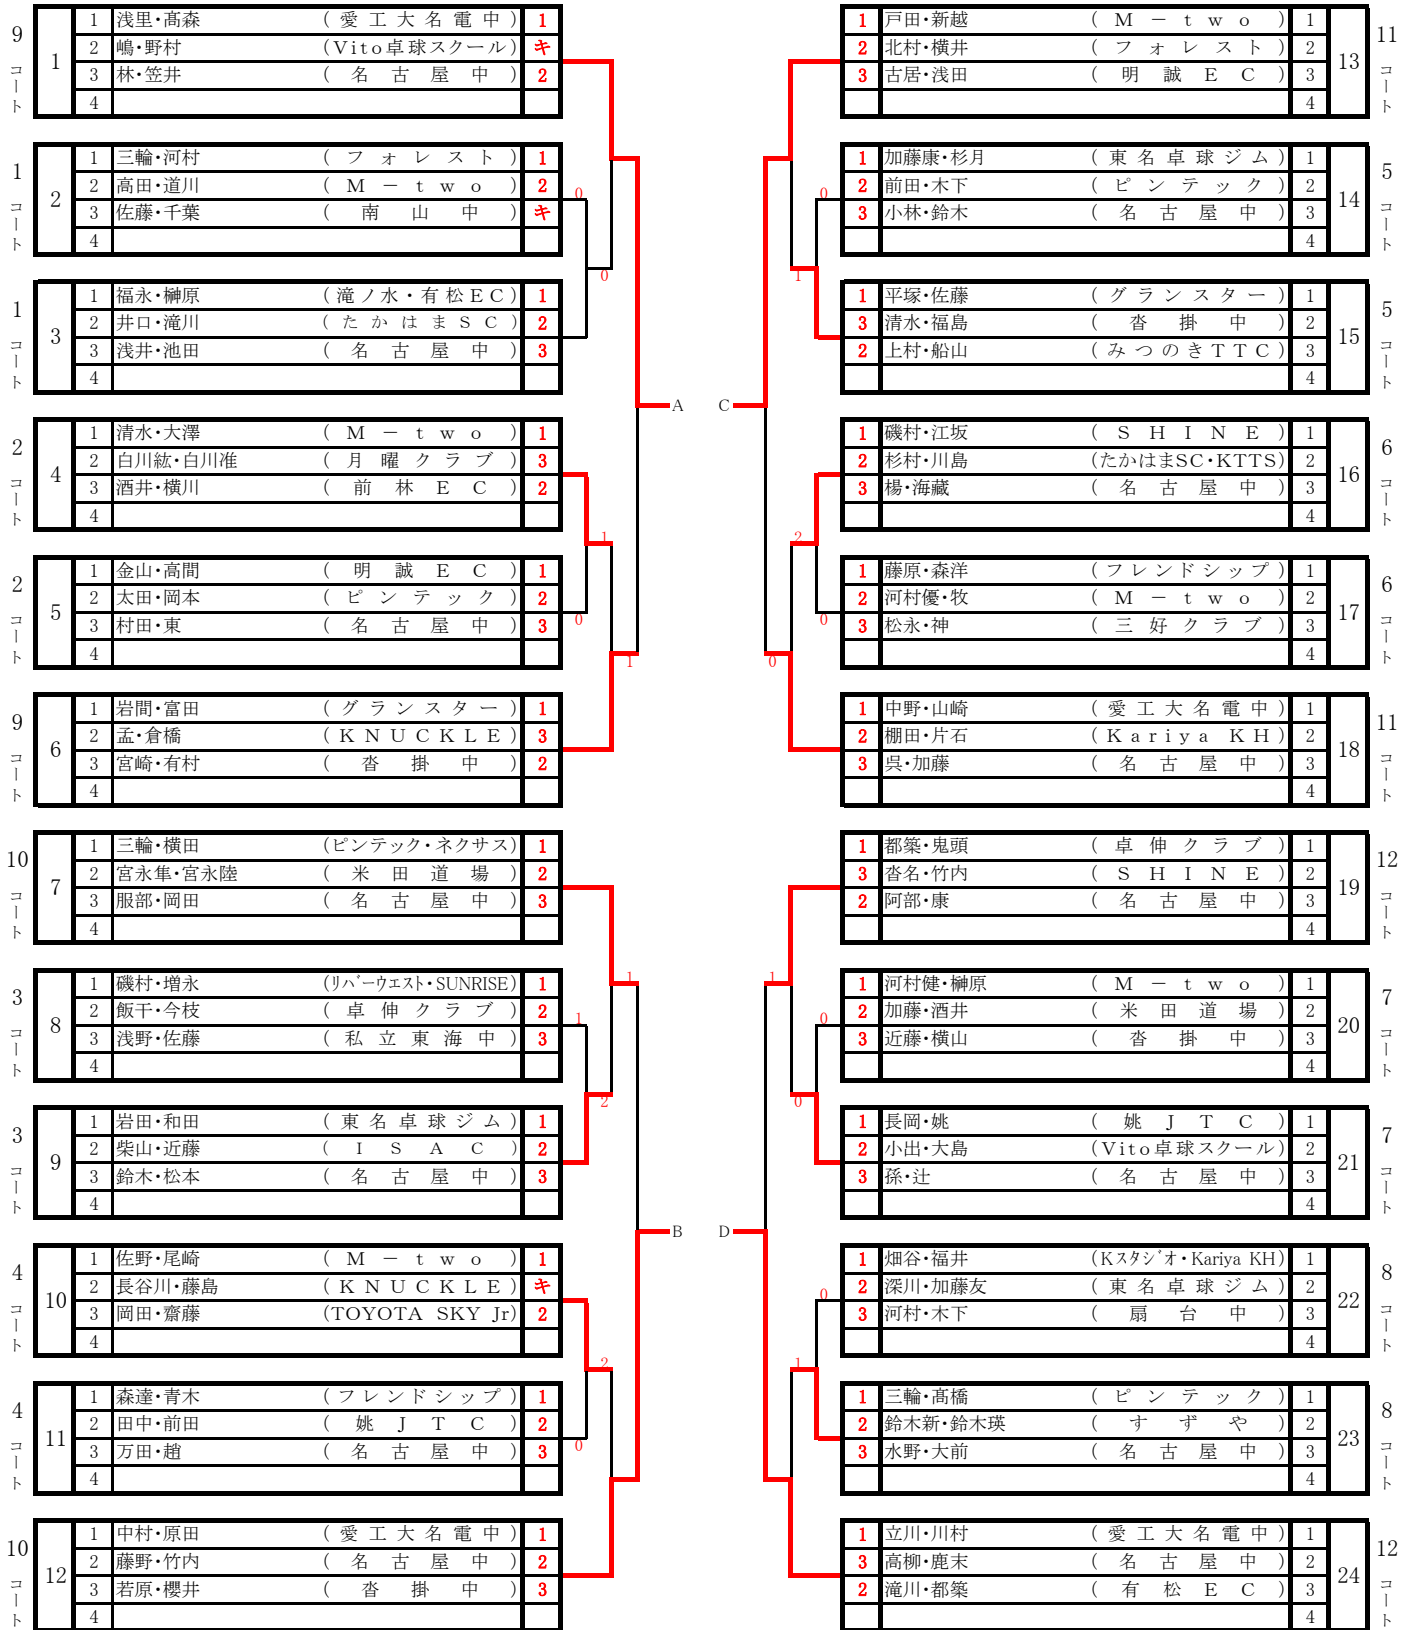 9コート
1
1 浅里・髙森 (愛工大名電中) 1
2 嶋・野村 (Vito卓球スクール) キ
3 林・笠井 (名古屋中) 2
4
1コート
2
1 三輪・河村 (フォレスト) 1
2 高田・道川 (M－two) 2
3 佐藤・千葉 (南山中) キ
4
0
0
1コート
3
1 福永・榊原 (滝ノ水・有松EC) 1
2 井口・滝川 (たかはまSC) 2
3 浅井・池田 (名古屋中) 3
4
A
2コート
4
1 清水・大澤 (M－two) 1
2 白川紘・白川准 (月曜クラブ) 3
3 酒井・横川 (前林EC) 2
4
1
2コート
5
1 金山・高間 (明誠EC) 1
2 太田・岡本 (ピンテック) 2
3 村田・東 (名古屋中) 3
4
0
1
9コート
6
1 岩間・富田 (グランスター) 1
2 孟・倉橋 (KNUCKLE) 3
3 宮崎・有村 (沓掛中) 2
4
10コート
7
1 三輪・横田 (ピンテック・ネクサス) 1
2 宮永隼・宮永陸 (米田道場) 2
3 服部・岡田 (名古屋中) 3
4
1
3コート
8
1 磯村・増永 (リバーウエスト・SUNRISE) 1
2 飯干・今枝 (卓伸クラブ) 2
3 浅野・佐藤 (私立東海中) 3
4
1
2
3コート
9
1 岩田・和田 (東名卓球ジム) 1
2 柴山・近藤 (ISAC) 2
3 鈴木・松本 (名古屋中) 3
4
B
4コート
10
1 佐野・尾崎 (M－two) 1
2 長谷川・藤島 (KNUCKLE) キ
3 岡田・齋藤 (TOYOTA SKY Jr) 2
4
2
4コート
11
1 森達・青木 (フレンドシップ) 1
2 田中・前田 (姚JTC) 2
3 万田・趙 (名古屋中) 3
4
0
10コート
12
1 中村・原田 (愛工大名電中) 1
2 藤野・竹内 (名古屋中) 2
3 若原・櫻井 (沓掛中) 3
4
1 戸田・新越 (M－two) 1
2 北村・横井 (フォレスト) 2
3 古居・浅田 (明誠EC) 3
4
13
11コート
1 加藤康・杉月 (東名卓球ジム) 1
2 前田・木下 (ピンテック) 2
3 小林・鈴木 (名古屋中) 3
4
14
5コート
0
1
1 平塚・佐藤 (グランスター) 1
3 清水・福島 (沓掛中) 2
2 上村・船山 (みつのきTTC) 3
4
15
5コート
C
1 磯村・江坂 (SHINE) 1
2 杉村・川島 (たかはまSC・KTTS) 2
3 楊・海藏 (名古屋中) 3
4
16
6コート
2
1 藤原・森洋 (フレンドシップ) 1
2 河村優・牧 (M－two) 2
3 松永・神 (三好クラブ) 3
4
17
6コート
0
0
1 中野・山崎 (愛工大名電中) 1
2 棚田・片石 (Kariya KH) 2
3 呉・加藤 (名古屋中) 3
4
18
11コート
1 都築・鬼頭 (卓伸クラブ) 1
3 沓名・竹内 (SHINE) 2
2 阿部・康 (名古屋中) 3
4
19
12コート
1
1 河村健・榊原 (M－two) 1
2 加藤・酒井 (米田道場) 2
3 近藤・横山 (沓掛中) 3
4
20
7コート
0
0
1 長岡・姚 (姚JTC) 1
2 小出・大島 (Vito卓球スクール) 2
3 孫・辻 (名古屋中) 3
4
21
7コート
D
1 畑谷・福井 (Kスタジオ・Kariya KH) 1
2 深川・加藤友 (東名卓球ジム) 2
3 河村・木下 (扇台中) 3
4
22
8コート
0
1
1 三輪・髙橋 (ピンテック) 1
2 鈴木新・鈴木瑛 (すずや) 2
3 水野・大前 (名古屋中) 3
4
23
8コート
1 立川・川村 (愛工大名電中) 1
3 高柳・鹿末 (名古屋中) 2
2 滝川・都築 (有松EC) 3
4
24
12コート